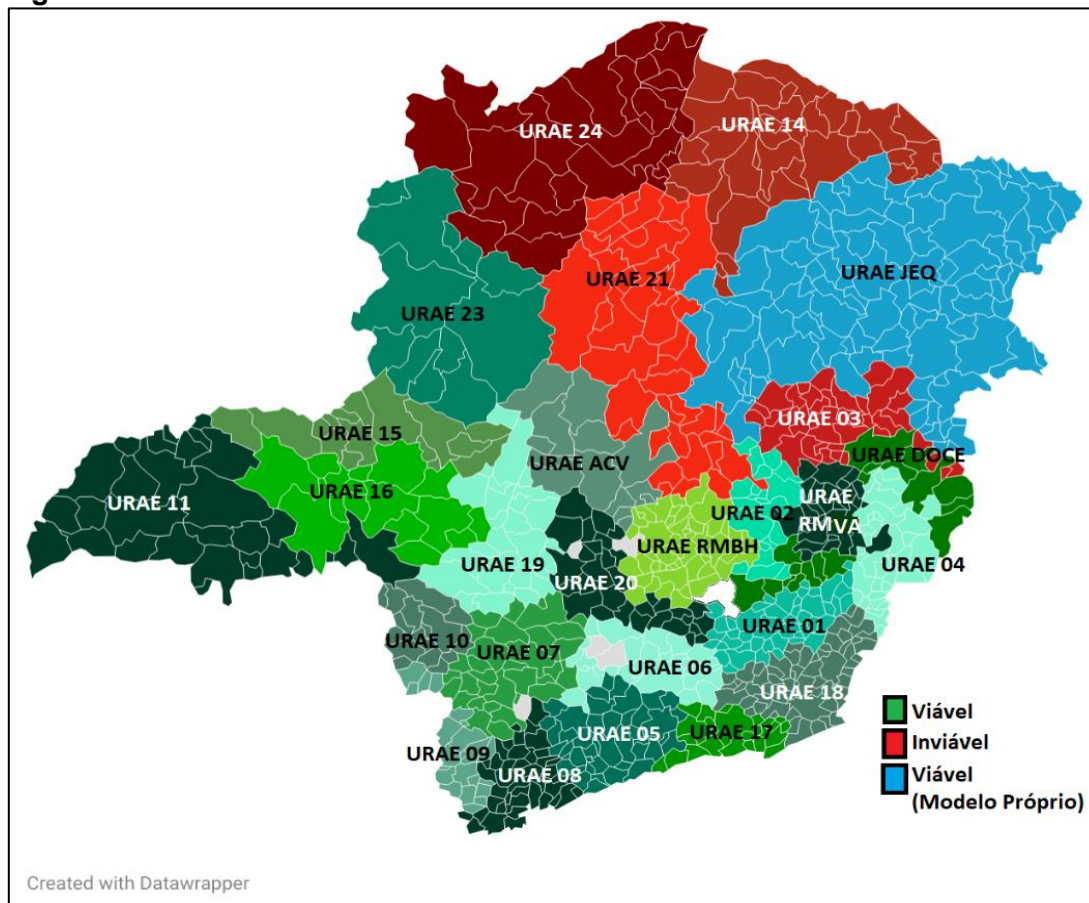 URAE 24
URAE 14
URAE JEQ
URAE 21
URAE 23
URAE 03
URAE 15
URAE DOCE
URAE ACV
URAE 16
URAE 11
URAE
RMVA
URAE 02
URAE RMBH
URAE 19
URAE 04
URAE 20
URAE 01
URAE 10
URAE 07
URAE 06
URAE 18
URAE 05
URAE 17
URAE 09
URAE 08
Viável
Inviável
Viável
(Modelo Próprio)
Created with Datawrapper